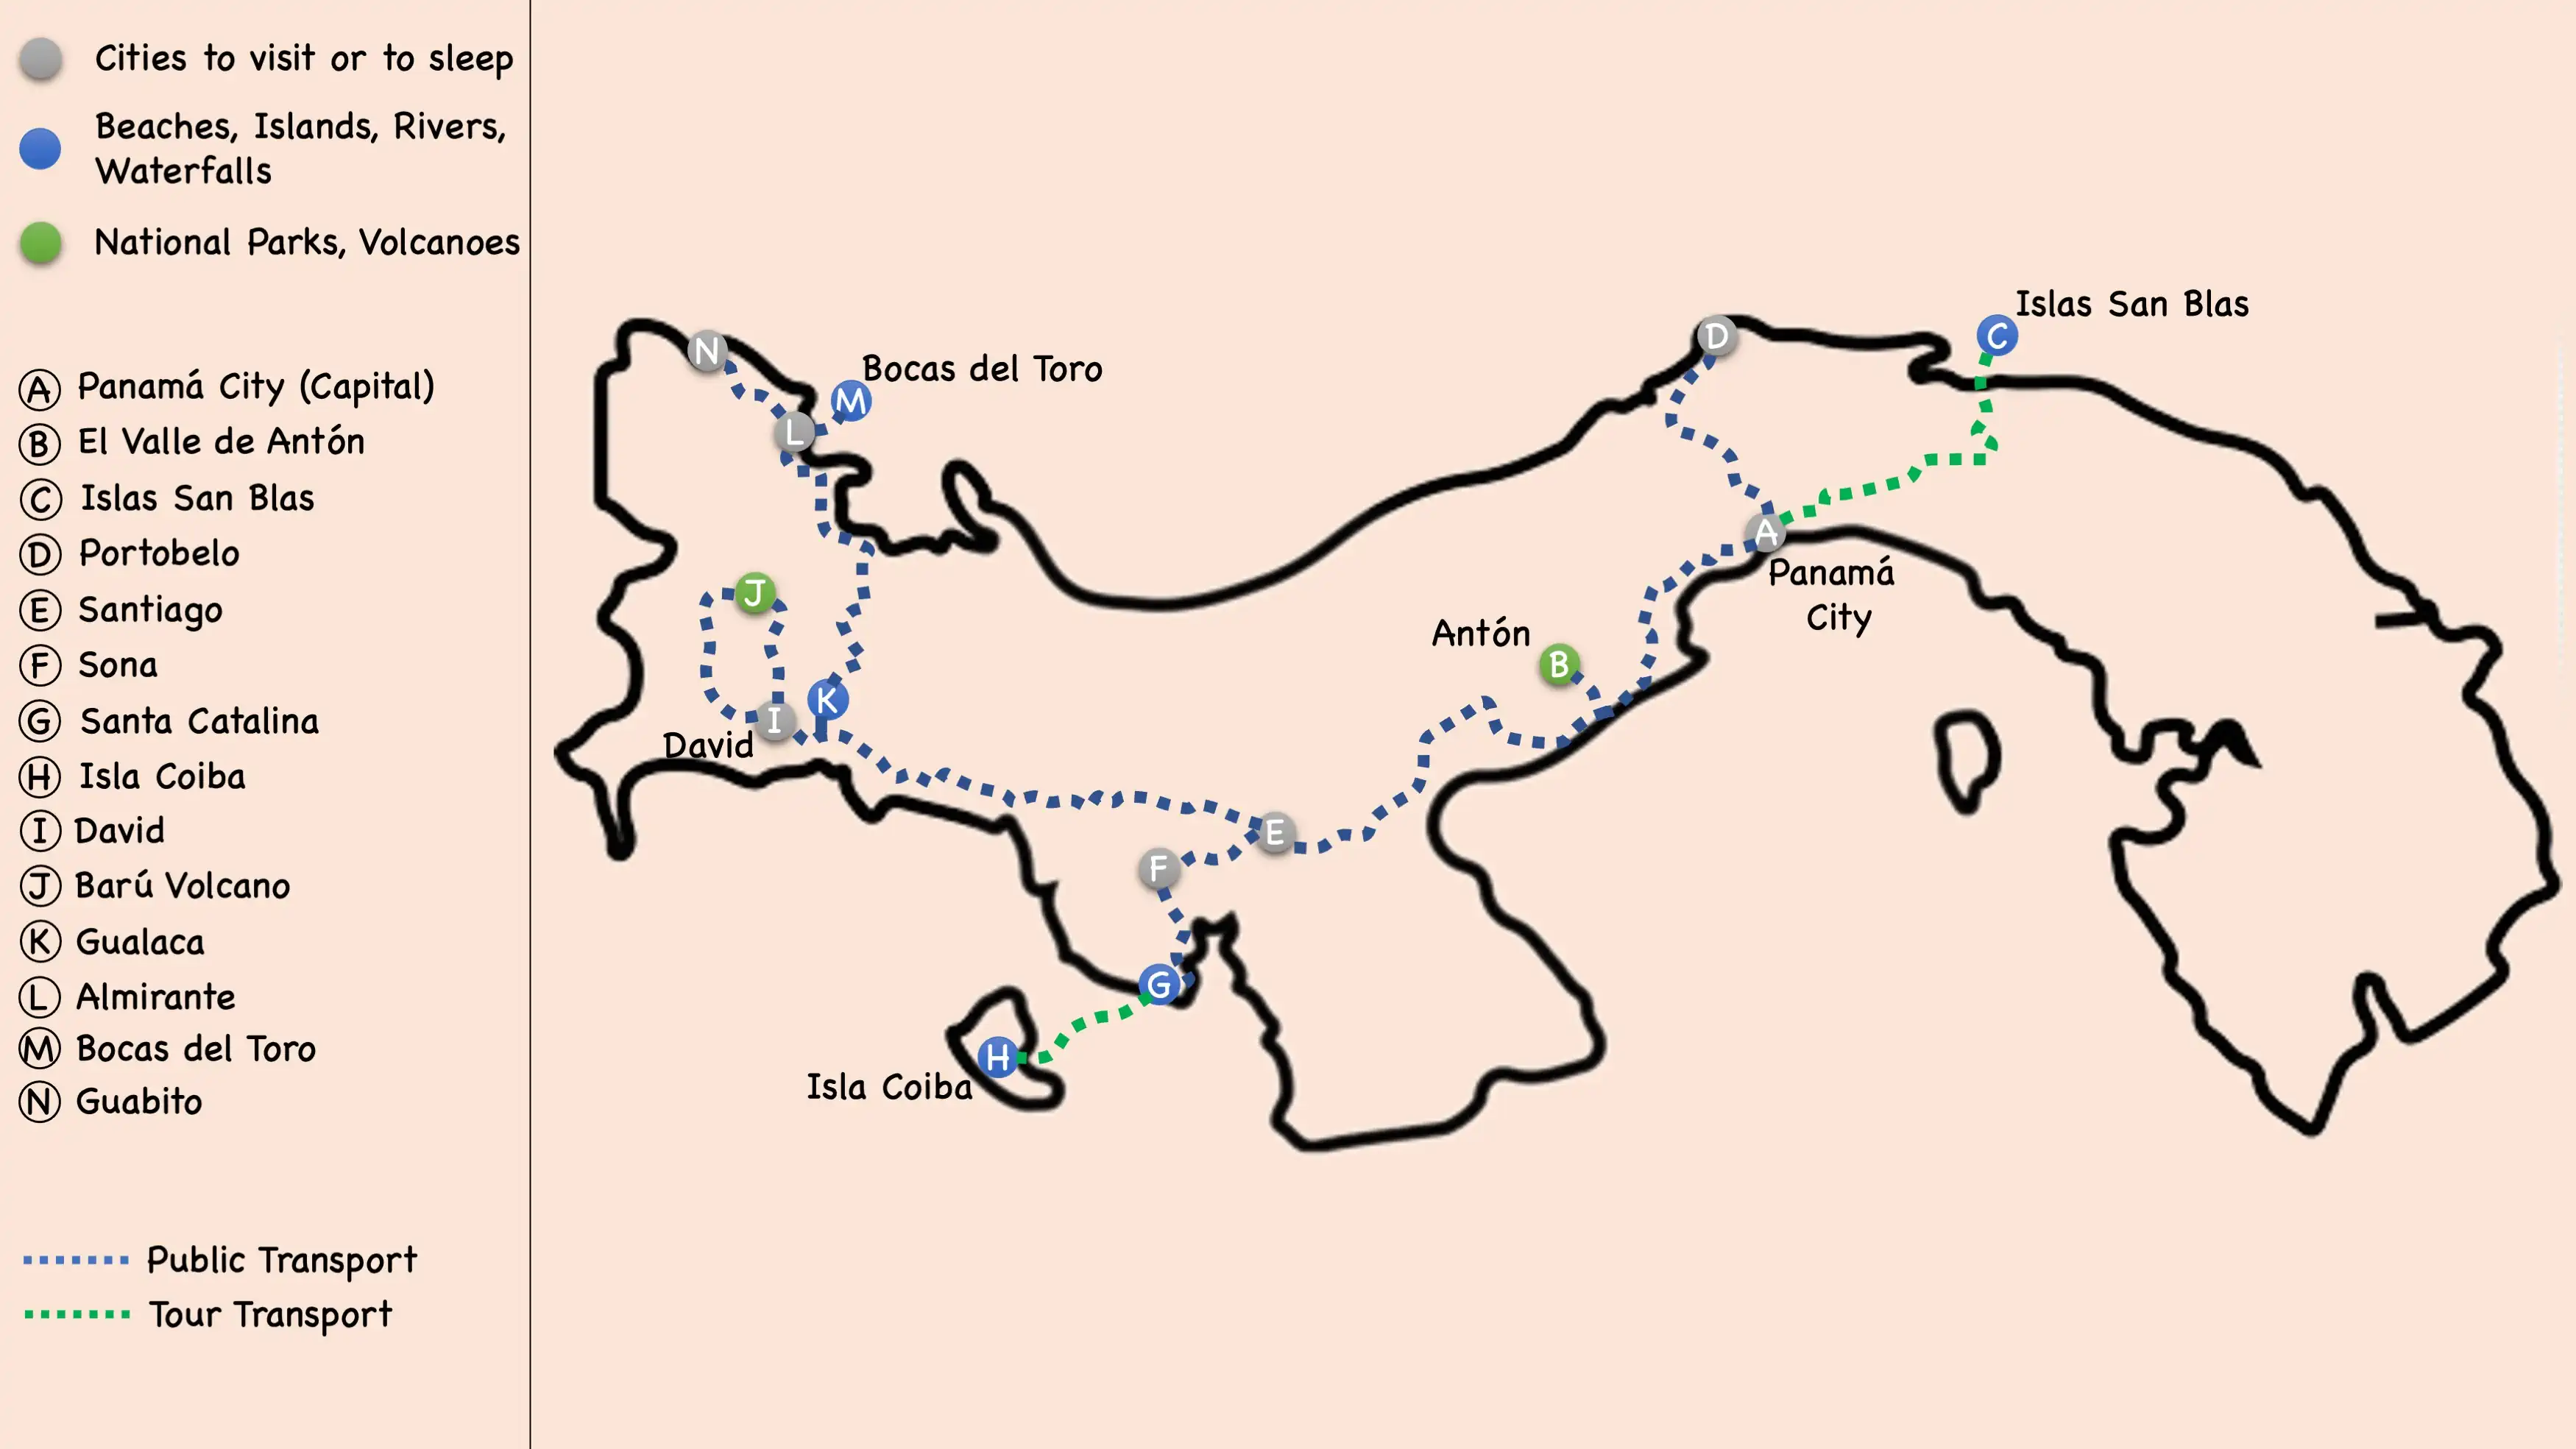 Cities to visit or to sleep
Beaches, Islands, Rivers,
Waterfalls
National Parks, Volcanoes
A Panamá City (Capital)
B El Valle de Antón
C Islas San Blas
D Portobelo
E Santiago
F Sona
G Santa Catalina
H Isla Coiba
I David
J Barú Volcano
K Gualaca
L Almirante
M Bocas del Toro
N Guabito
Public Transport
Tour Transport
Islas San Blas
C
D
N
Bocas del Toro
M
L
A
Panamá
City
J
Antón
B
K
I
David
E
F
G
H
Isla Coiba